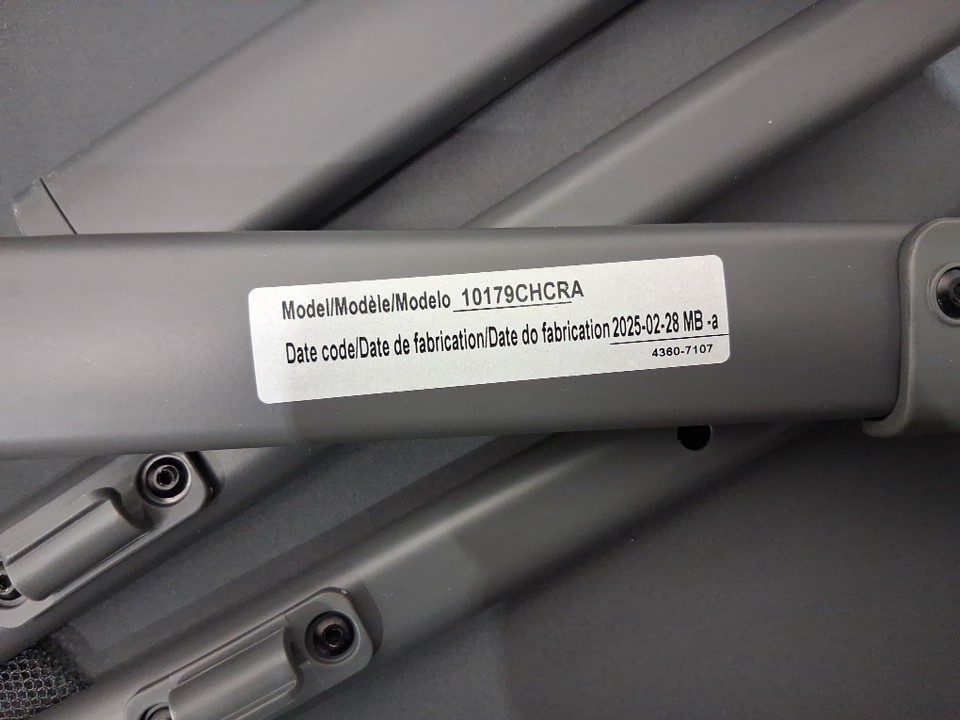 Model/Modèle/Modelo 10179CHCRA
Date code/Date de fabrication/Date do fabrication 2025-02-28 MB -a
4360-7107